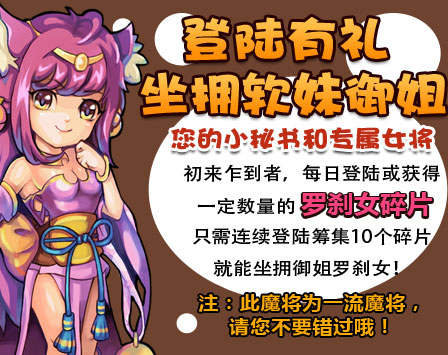 登陆有礼
坐拥软妹御姐
您的小秘书和专属女将
初来乍到者，每日登陆或获得
一定数量的 罗刹女碎片
只需连续登陆筹集10个碎片
就能坐拥御姐罗刹女！
注：此魔将为一流魔将，
请您不要错过哦！